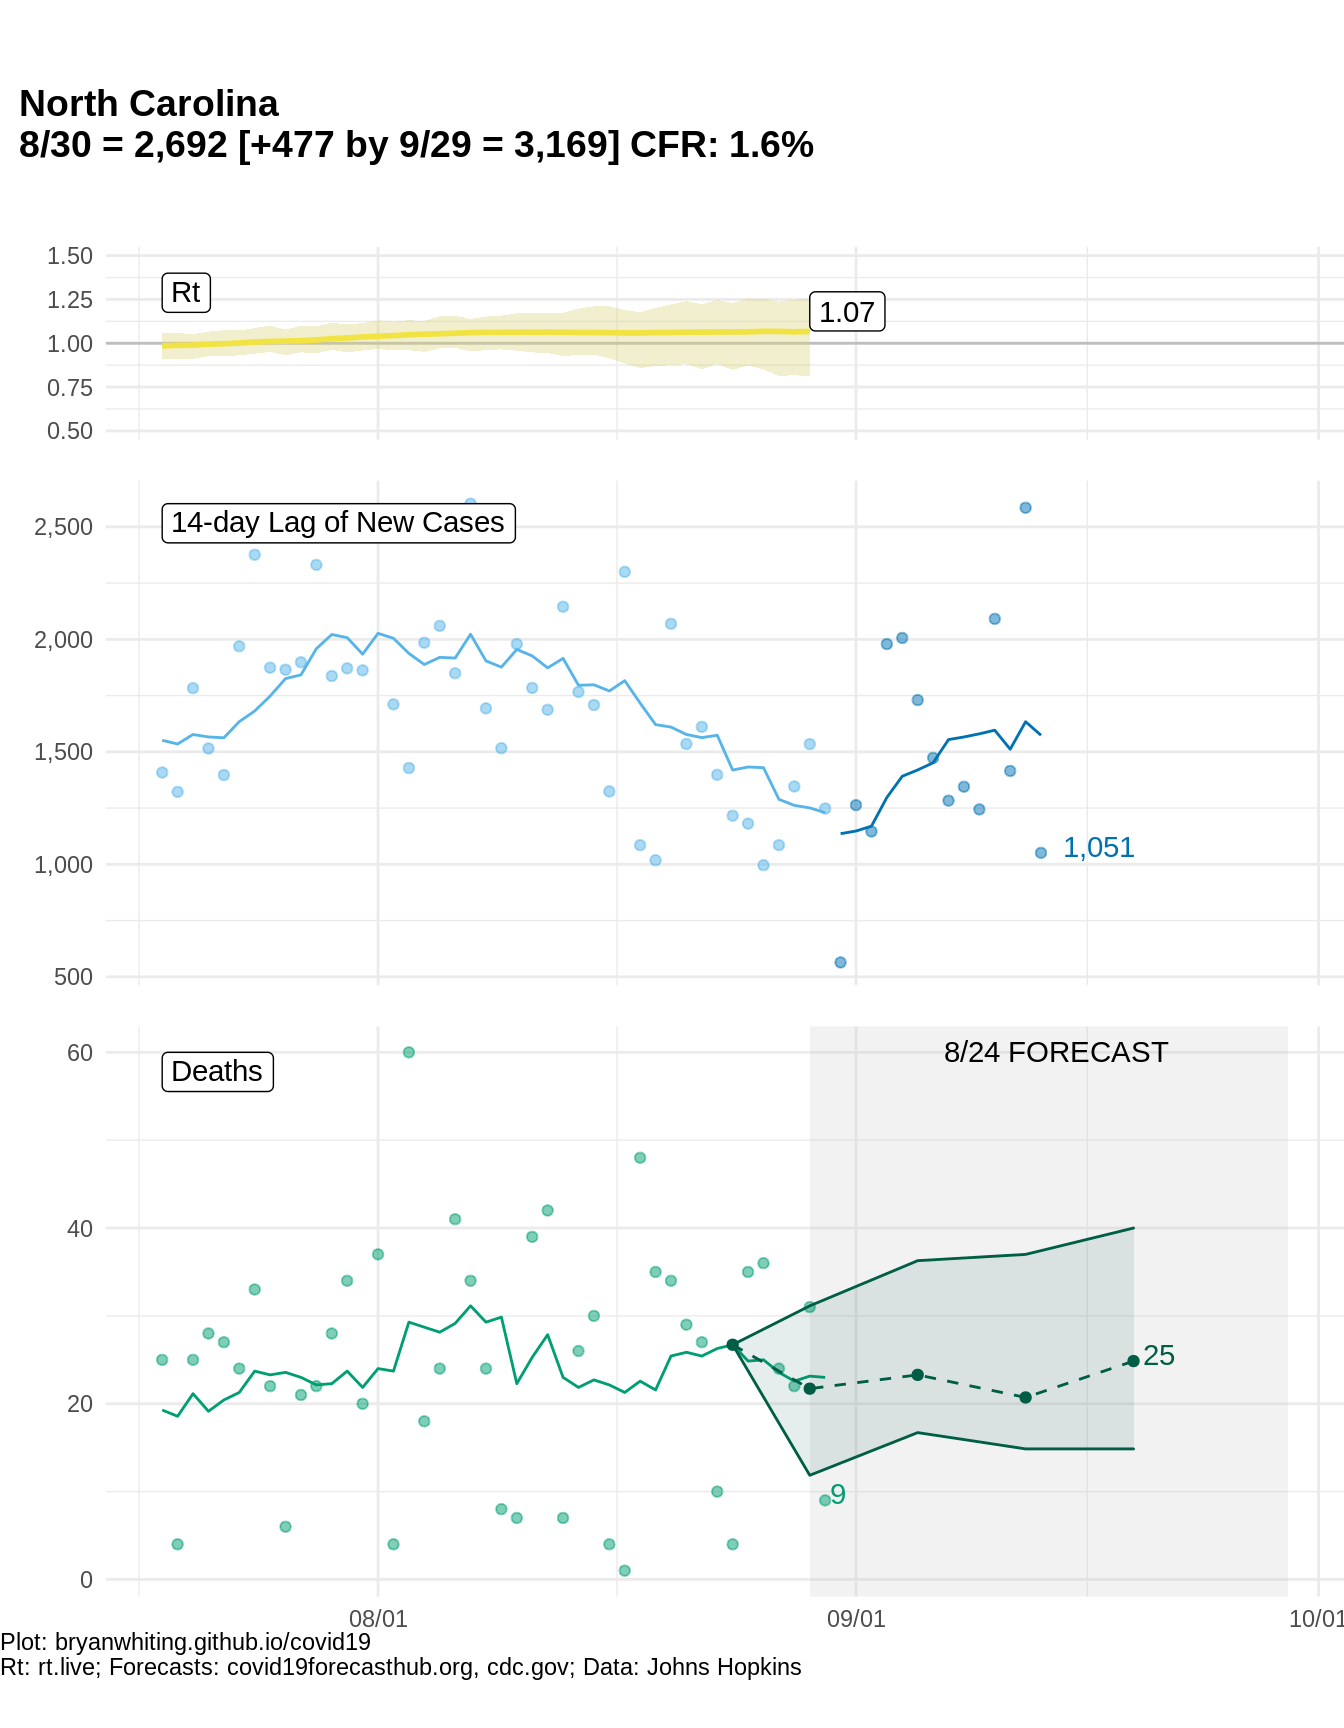 North Carolina
8/30 = 2,692 [+477 by 9/29 = 3,169] CFR: 1.6%
1.50
Rt
1.25
1.07
1.00
0.75
0.50
14-day Lag of New Cases
2,500
2,000
1,500
1,051
1,000
500
8/24 FORECAST
60
Deaths
40
25
20
9
0
08/01
09/01
10/01
Plot: bryanwhiting.github.io/covid19
Rt: rt.live; Forecasts: covid19forecasthub.org, cdc.gov; Data: Johns Hopkins